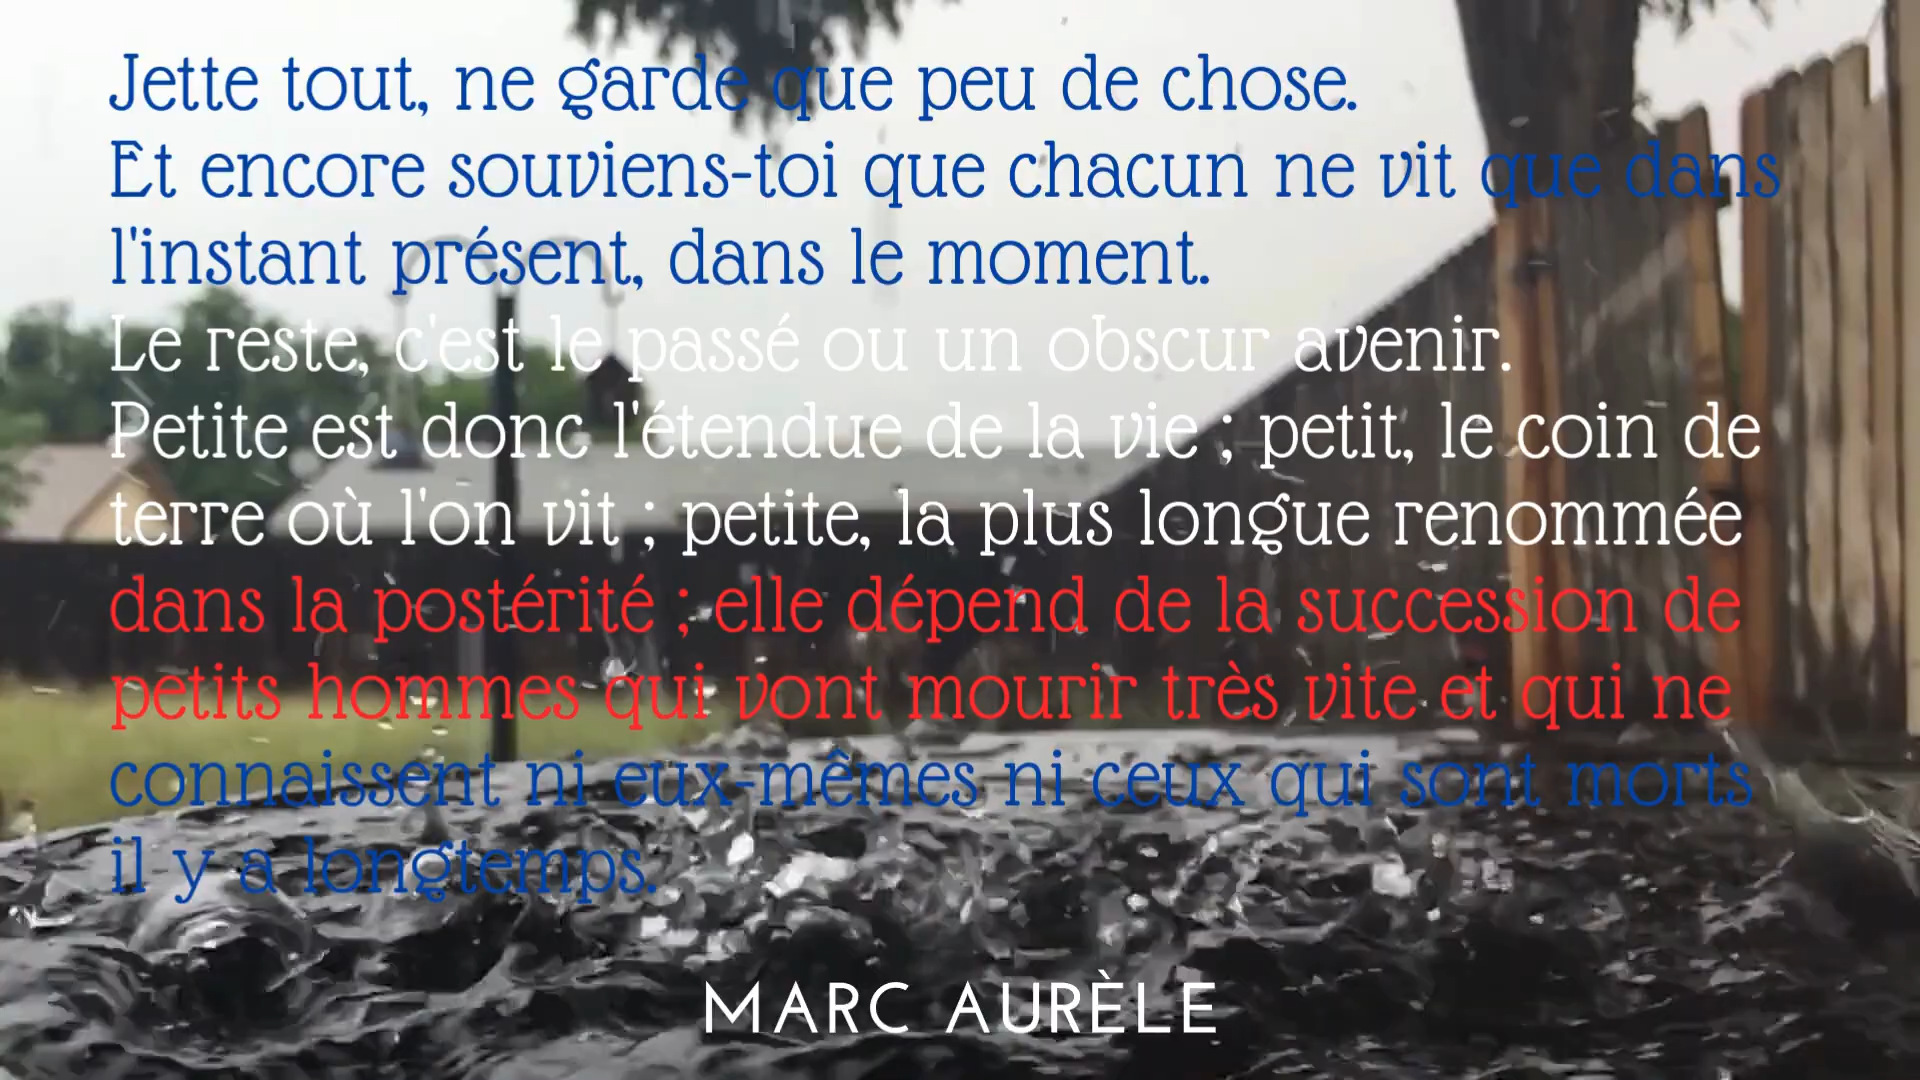 Jette tout, ne garde que peu de chose.
Et encore souviens-toi que chacun ne vit que dans
l'instant présent, dans le moment.
Le reste, c'est le passé ou un obscur avenir.
Petite est donc l'étendue de la vie ; petit, le coin de
terre où l'on vit ; petite, la plus longue renommée
dans la postérité ; elle dépend de la succession de
petits hommes qui vont mourir très vite et qui ne
connaissent ni eux-mêmes ni ceux qui sont morts
il y a longtemps.
MARC AURÈLE